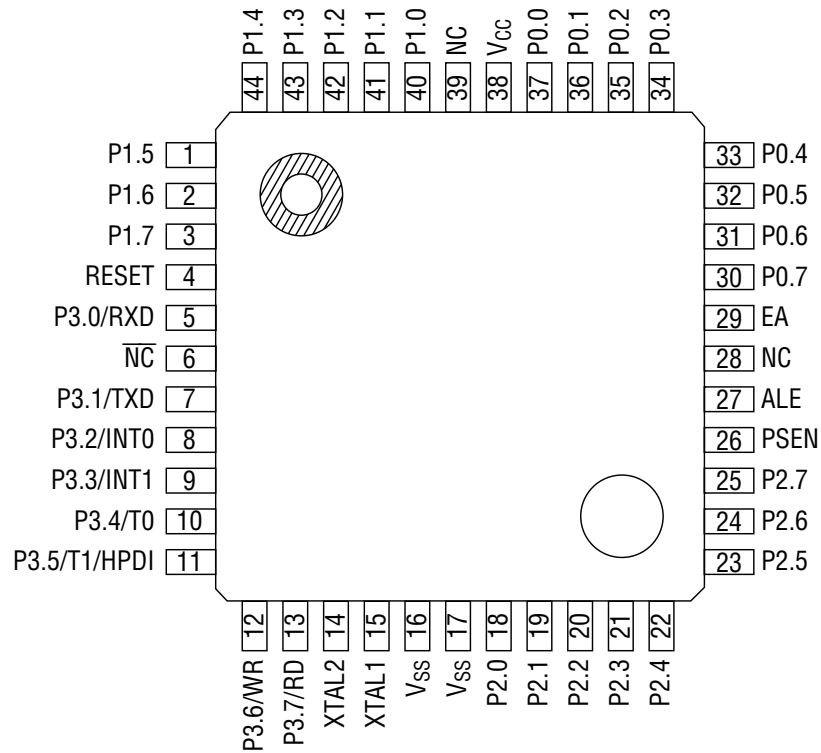 P1.4
P1.3
P1.2
P1.1
P1.0
NC
VCC
P0.0
P0.1
P0.2
P0.3
44
43
42
41
40
39
38
37
36
35
34
P1.5 1
P1.6 2
P1.7 3
RESET 4
P3.0/RXD 5
N̅C̅ 6
P3.1/TXD 7
P3.2/INT0 8
P3.3/INT1 9
P3.4/T0 10
P3.5/T1/HPDI 11
33 P0.4
32 P0.5
31 P0.6
30 P0.7
29 EA
28 NC
27 ALE
26 PSEN
25 P2.7
24 P2.6
23 P2.5
12
13
14
15
16
17
18
19
20
21
22
P3.6/WR
P3.7/RD
XTAL2
XTAL1
VSS
VSS
P2.0
P2.1
P2.2
P2.3
P2.4